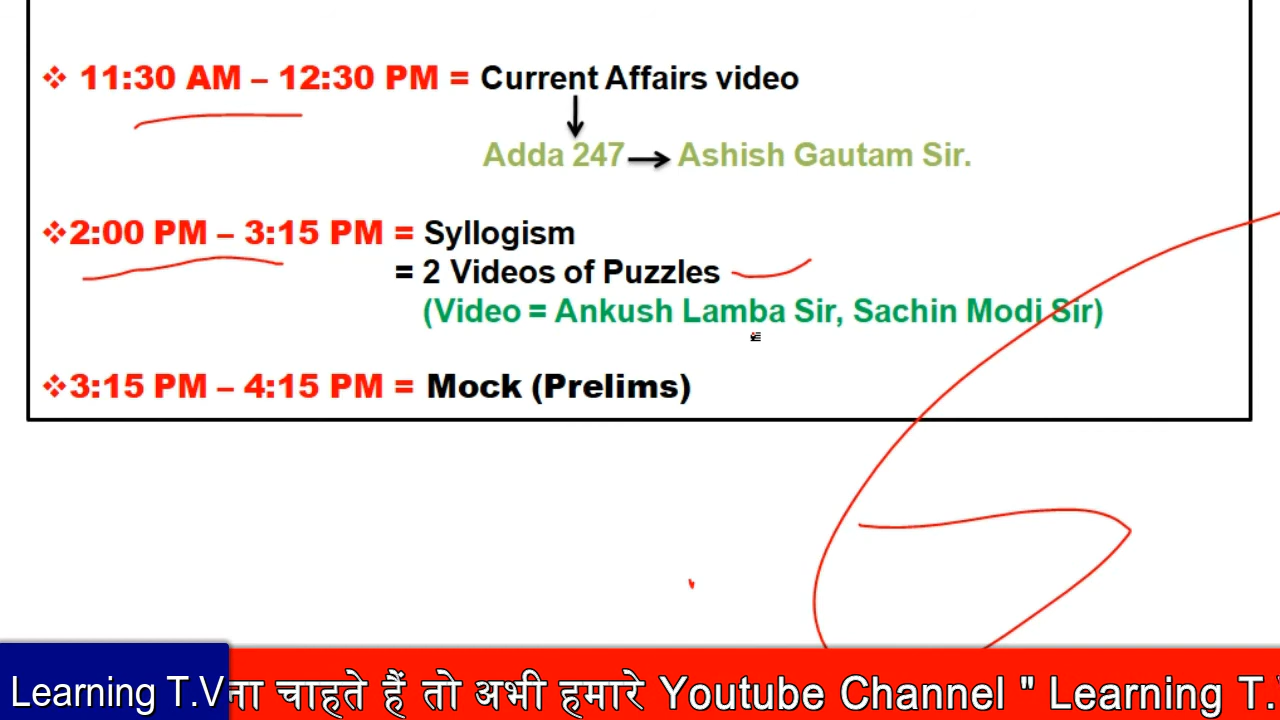 ❖ 11:30 AM – 12:30 PM = Current Affairs video
Adda 247 → Ashish Gautam Sir.
❖2:00 PM – 3:15 PM = Syllogism
= 2 Videos of Puzzles
(Video = Ankush Lamba Sir, Sachin Modi Sir)
❖3:15 PM – 4:15 PM = Mock (Prelims)
Learning T.V
ना चाहते हैं तो अभी हमारे Youtube Channel " Learning T.